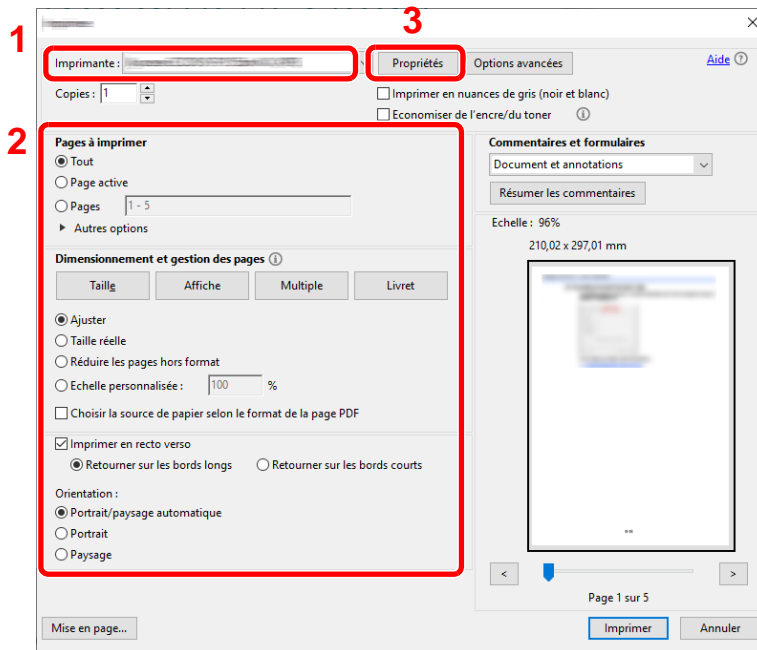 3
1
Imprimante :
Propriétés
Options avancées
Aide
Copies : 1
Imprimer en nuances de gris (noir et blanc)
Economiser de l'encre/du toner
2
Pages à imprimer
Tout
Page active
Pages 1 - 5
Autres options
Dimensionnement et gestion des pages
Taille
Affiche
Multiple
Livret
Ajuster
Taille réelle
Réduire les pages hors format
Echelle personnalisée : 100 %
Choisir la source de papier selon le format de la page PDF
Imprimer en recto verso
Retourner sur les bords longs
Retourner sur les bords courts
Orientation :
Portrait/paysage automatique
Portrait
Paysage
Commentaires et formulaires
Document et annotations
Résumer les commentaires
Echelle : 96%
210,02 x 297,01 mm
<
>
Page 1 sur 5
Mise en page...
Imprimer
Annuler